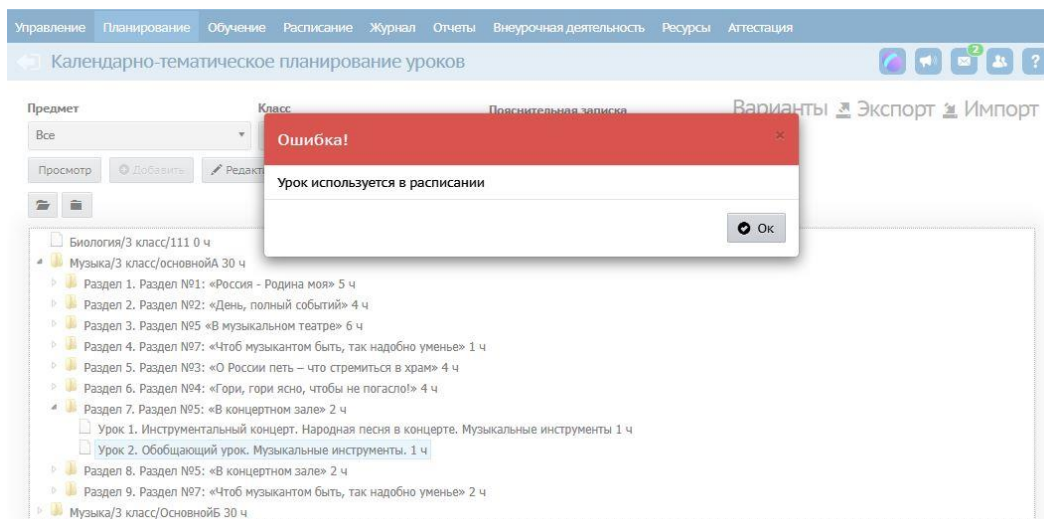 Управление Планирование Обучение Расписание Журнал Отчеты Внеурочная деятельность Ресурсы Аттестация
Календарно-тематическое планирование уроков
2
?
Предмет Класс Пояснительная записка Варианты Экспорт Импорт
Все
Ошибка!
×
Просмотр Добавить Редакти
Урок используется в расписании
Ок
Биология/3 класс/111 0 ч
Музыка/3 класс/основнойА 30 ч
Раздел 1. Раздел №1: «Россия - Родина моя» 5 ч
Раздел 2. Раздел №2: «День, полный событий» 4 ч
Раздел 3. Раздел №5 «В музыкальном театре» 6 ч
Раздел 4. Раздел №7: «Чтоб музыкантом быть, так надобно уменье» 1 ч
Раздел 5. Раздел №3: «О России петь – что стремиться в храм» 4 ч
Раздел 6. Раздел №4: «Гори, гори ясно, чтобы не погасло!» 4 ч
Раздел 7. Раздел №5: «В концертном зале» 2 ч
Урок 1. Инструментальный концерт. Народная песня в концерте. Музыкальные инструменты 1 ч
Урок 2. Обобщающий урок. Музыкальные инструменты. 1 ч
Раздел 8. Раздел №5: «В концертном зале» 2 ч
Раздел 9. Раздел №7: «Чтоб музыкантом быть, так надобно уменье» 2 ч
Музыка/3 класс/ОсновнойБ 30 ч